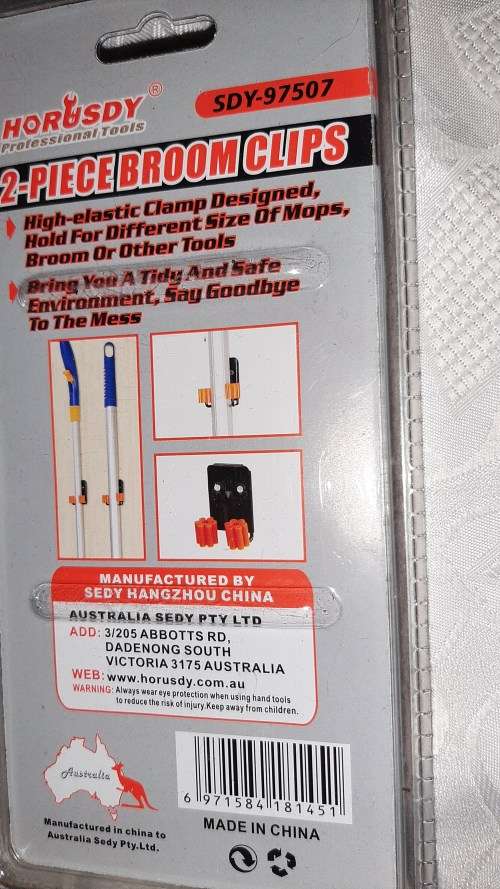 HORUSDY®
Professional Tools
SDY-97507
2-PIECE BROOM CLIPS
High-elastic Clamp Designed,
Hold For Different Size Of Mops,
Broom Or Other Tools
Bring You A Tidy And Safe
Environment, Say Goodbye
To The Mess
MANUFACTURED BY
SEDY HANGZHOU CHINA
AUSTRALIA SEDY PTY LTD
ADD: 3/205 ABBOTTS RD,
DADENONG SOUTH
VICTORIA 3175 AUSTRALIA
WEB: www.horusdy.com.au
WARNING: Always wear eye protection when using hand tools
to reduce the risk of injury.Keep away from children.
Australia
Manufactured in china to
Australia Sedy Pty.Ltd.
6 971584 181451
MADE IN CHINA